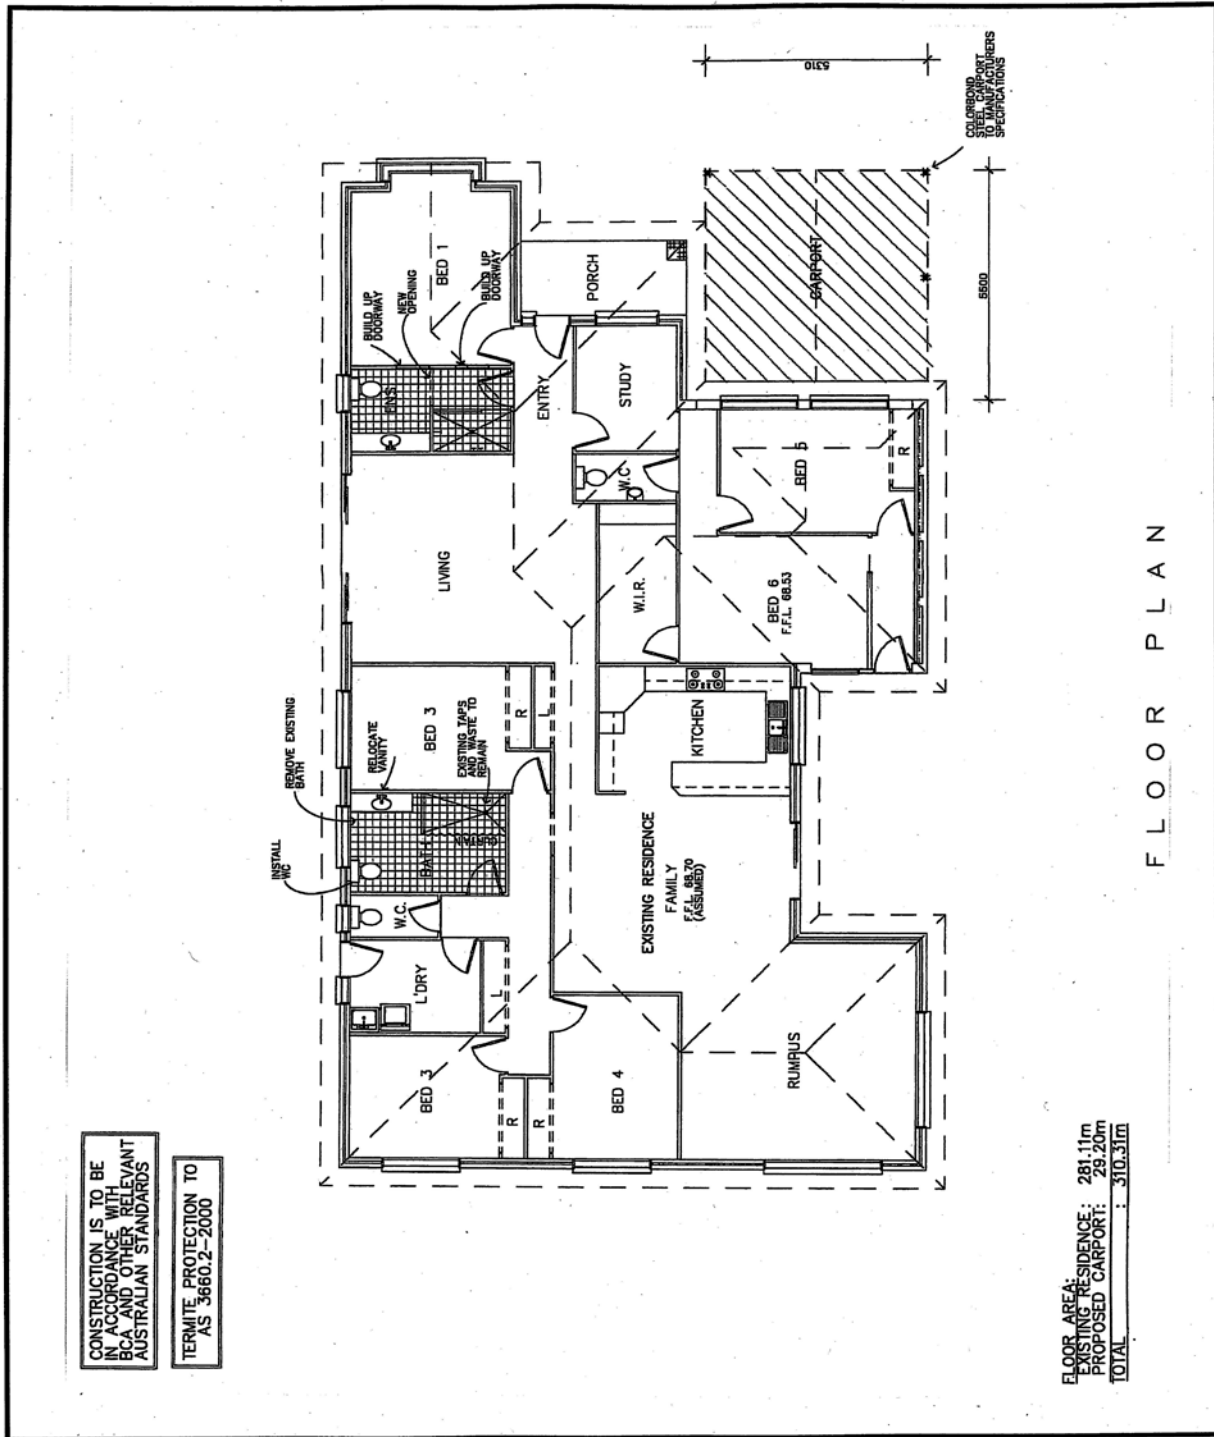 CONSTRUCTION IS TO BE
IN ACCORDANCE WITH
BCA AND OTHER RELEVANT
AUSTRALIAN STANDARDS
TERMITE PROTECTION TO
AS 3660.2-2000
INSTALL
WC
REMOVE EXISTING
BATH
RELOCATE
VANITY
EXISTING TAPS
AND WASTE TO
REMAIN
BUILD UP
DOORWAY
NEW
OPENING
BUILD UP
DOORWAY
BED 3
L'DRY
W.C.
BATH
BED 3
LIVING
ENS
BED 1
R
R
L
R
L
ENTRY
BED 4
EXISTING RESIDENCE
FAMILY
F.F.L 68.70
(ASSUMED)
KITCHEN
W.I.R.
W.C
STUDY
PORCH
RUMPUS
BED 6
F.F.L. 68.53
BED 5
R
CARPORT
5310
5500
COLORBOND
STEEL CARPORT
TO MANUFACTURERS
SPECIFICATIONS
FLOOR AREA:
EXISTING RESIDENCE: 281.11m
PROPOSED CARPORT: 29.20m
TOTAL : 310.31m
FLOOR PLAN